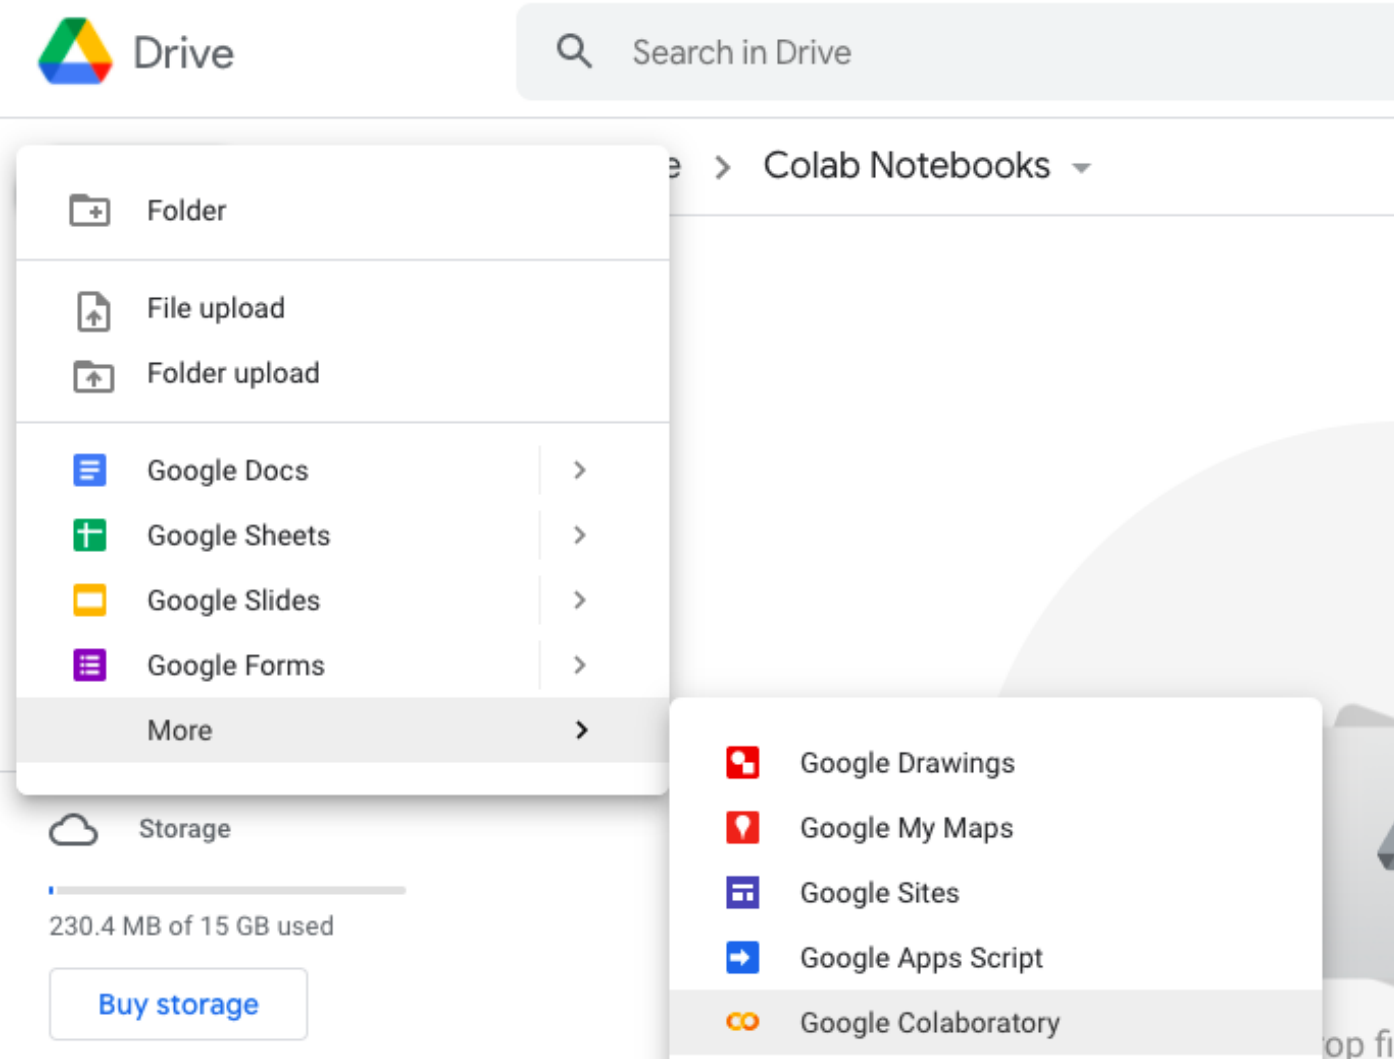 Drive
Search in Drive
e > Colab Notebooks
Folder
File upload
Folder upload
Google Docs
Google Sheets
Google Slides
Google Forms
More
Google Drawings
Google My Maps
Google Sites
Google Apps Script
Google Colaboratory
Storage
230.4 MB of 15 GB used
Buy storage
op fi